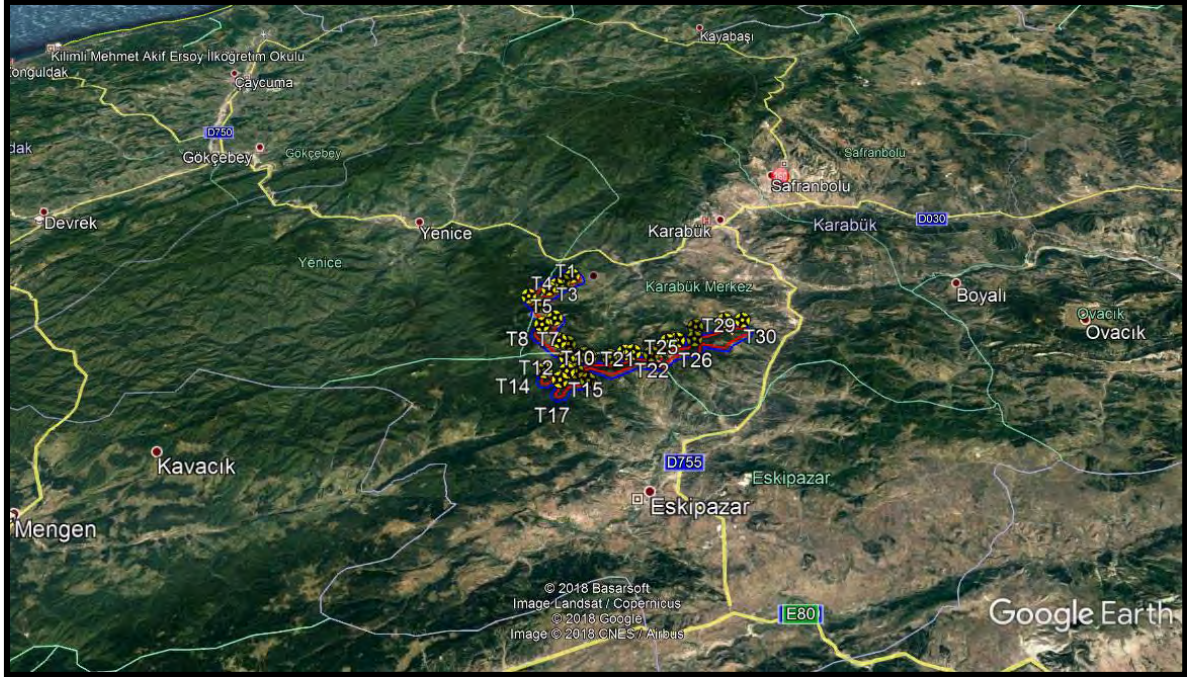 Kayabaşı
Kilimli Mehmet Akif Ersoy İlköğretim Okulu
Zonguldak
Çaycuma
D750
dak
Gökçebey
Gökçebey
Safranbolu
Safranbolu
Devrek
Yenice
Karabük
Karabük
D030
Yenice
T1
T4
T3
Karabük Merkez
Boyalı
T5
Ovacık
Ovacık
T8
T7
T29
T30
T25
T10
T21
T26
T12
T22
T14
T15
T17
Kavacık
D755
Eskipazar
Eskipazar
Mengen
© 2018 Basarsoft
Image Landsat / Copernicus
© 2018 Google
Image © 2018 CNES / Airbus
E80
Google Earth